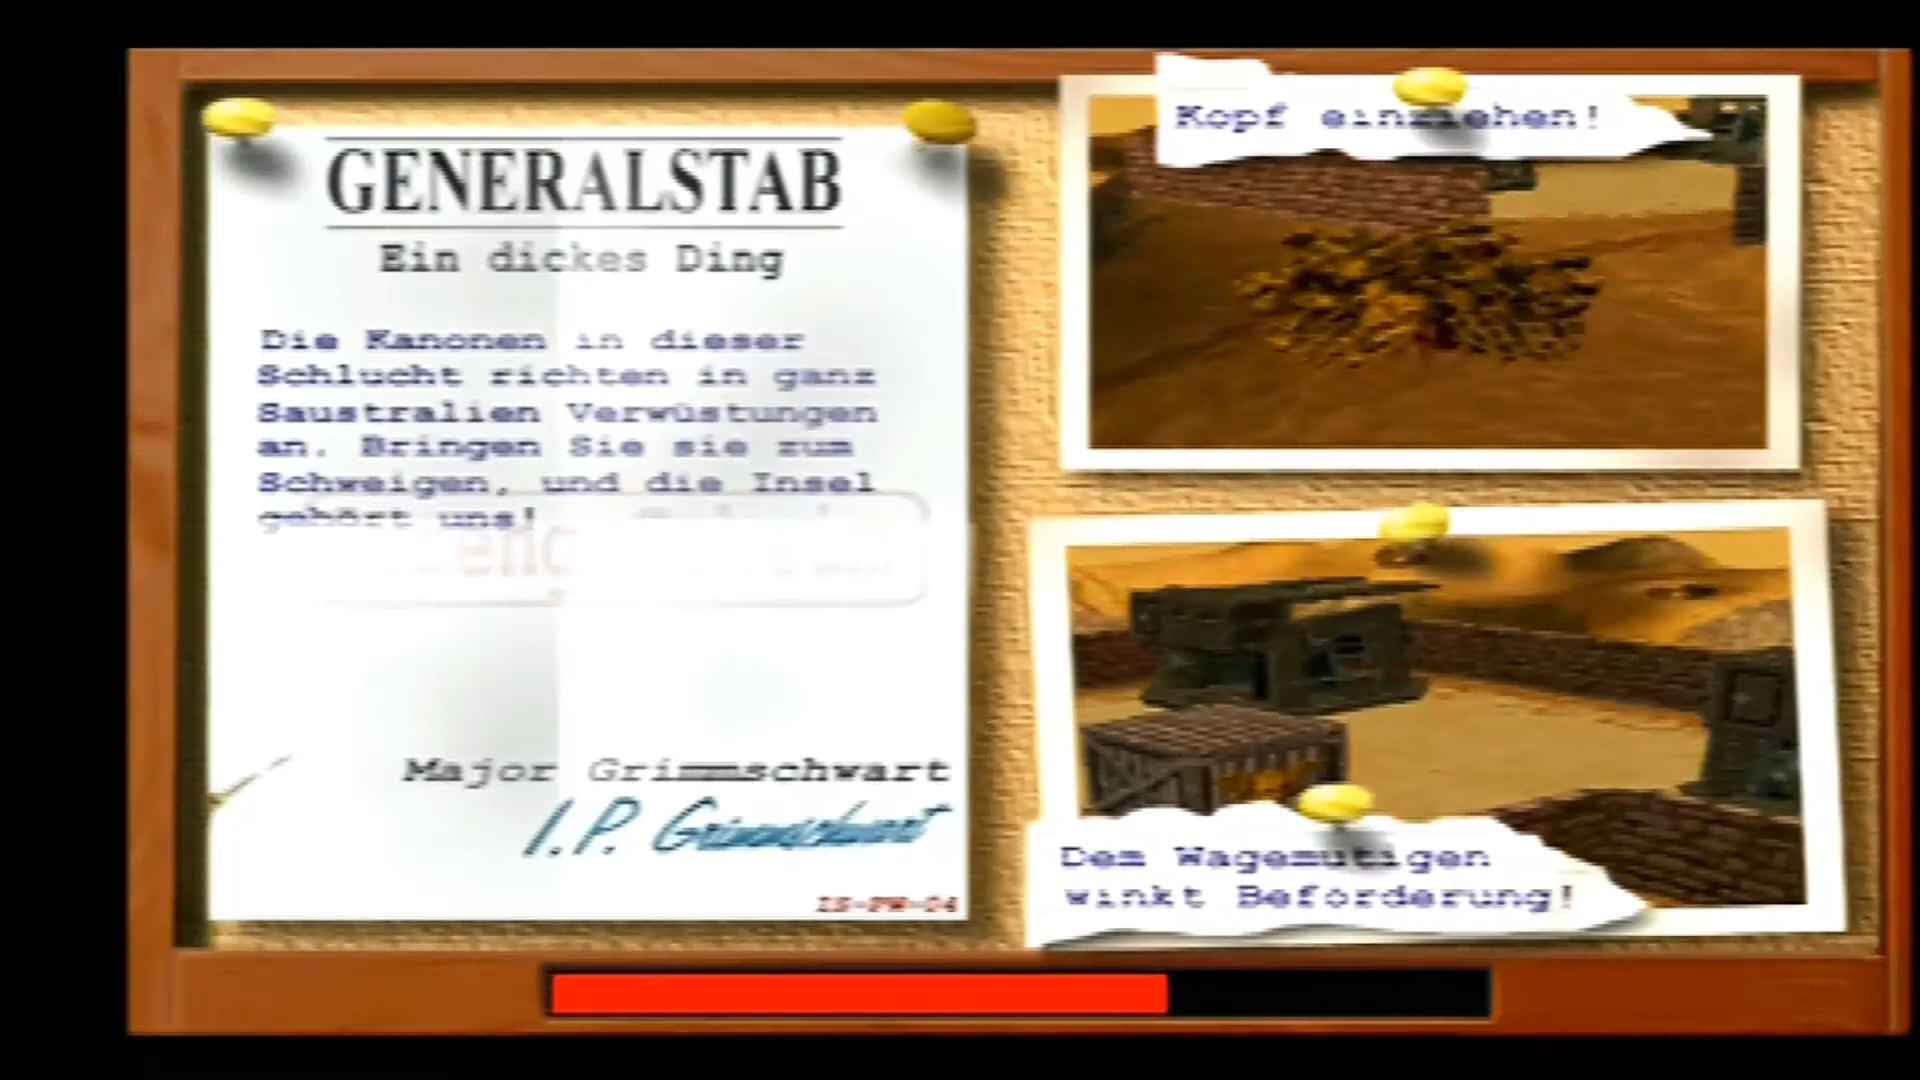 GENERALSTAB
Ein dickes Ding
Die Kanonen in dieser
Schlucht richten in ganz
Saustralien Verwüstungen
an. Bringen Sie sie zum
Schweigen, und die Insel
gehört uns!
Major Grimmschwart
I.P. Grimmschwart
Kopf einziehen!
Dem Wagemutigen
winkt Beförderung!